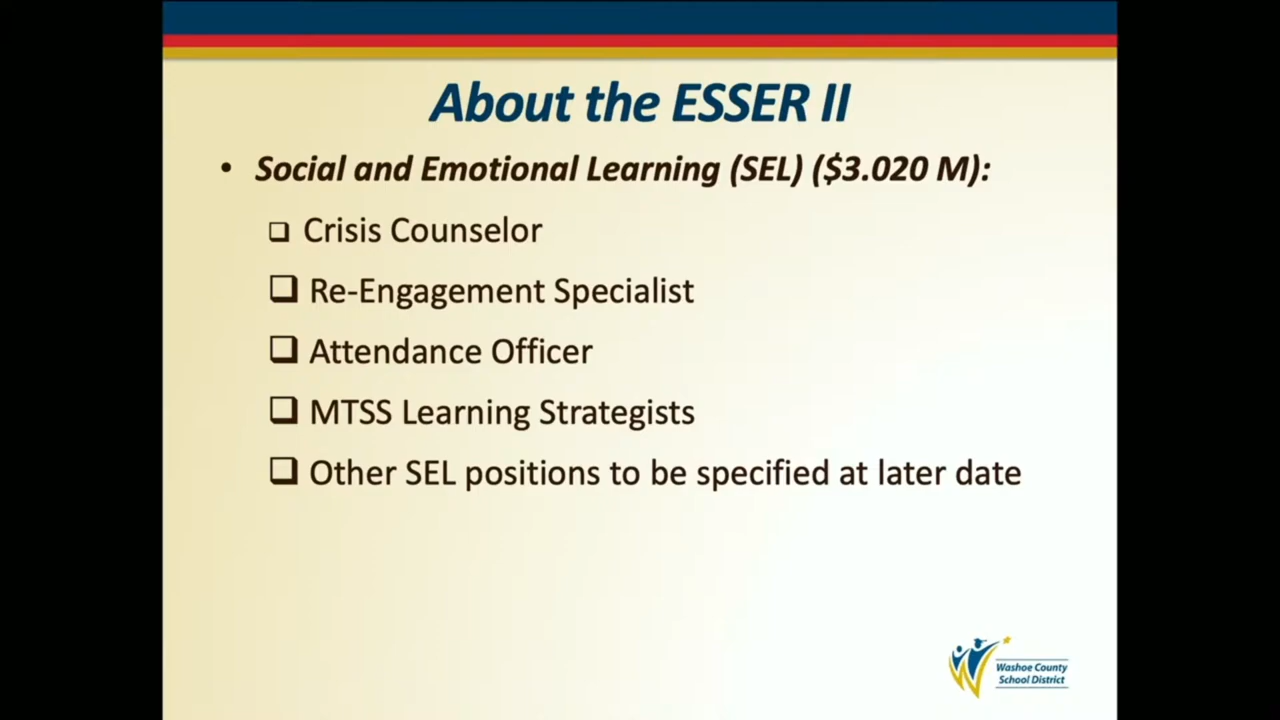 About the ESSER II
• Social and Emotional Learning (SEL) ($3.020 M):
❑ Crisis Counselor
❑ Re-Engagement Specialist
❑ Attendance Officer
❑ MTSS Learning Strategists
❑ Other SEL positions to be specified at later date
Washoe County
School District